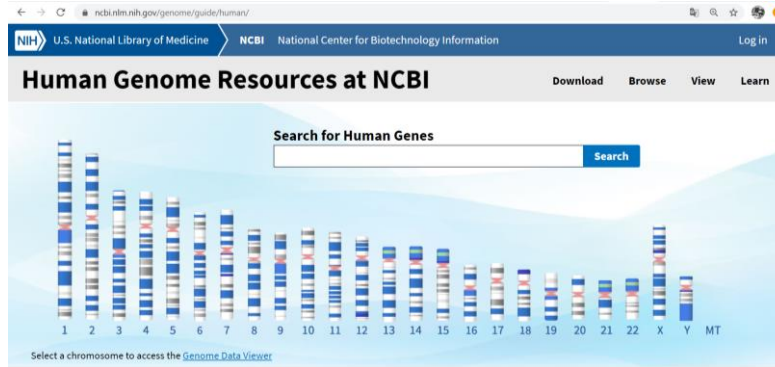 ncbi.nlm.nih.gov/genome/guide/human/
NIH U.S. National Library of Medicine NCBI National Center for Biotechnology Information Log in
Human Genome Resources at NCBI Download Browse View Learn
Search for Human Genes
Search
1 2 3 4 5 6 7 8 9 10 11 12 13 14 15 16 17 18 19 20 21 22 X Y MT
Select a chromosome to access the Genome Data Viewer